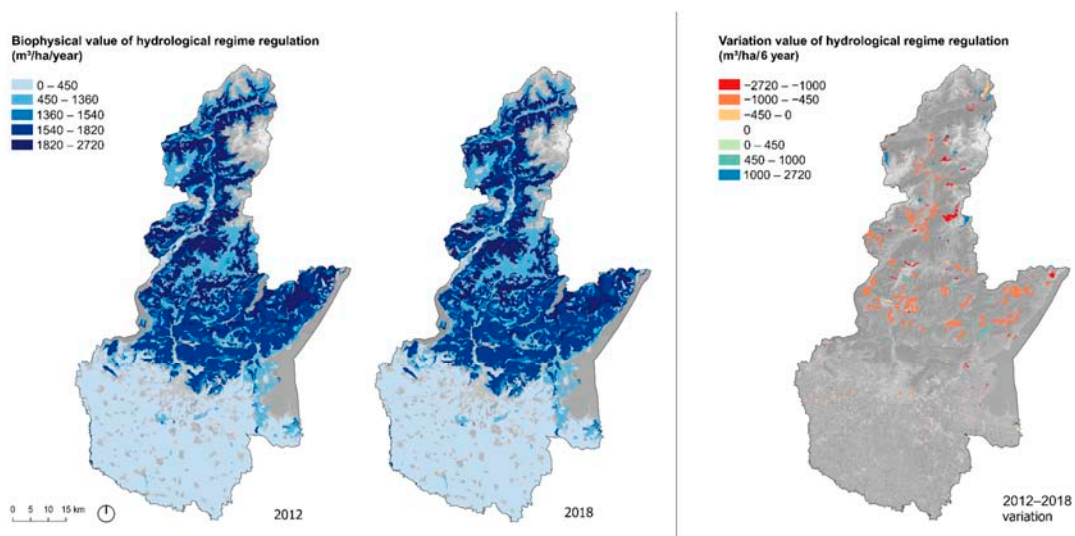 Biophysical value of hydrological regime regulation
(m³/ha/year)
0 – 450
450 – 1360
1360 – 1540
1540 – 1820
1820 – 2720
0 5 10 15 km
2012
2018
Variation value of hydrological regime regulation
(m³/ha/6 year)
−2720 – −1000
−1000 – −450
−450 – 0
0
0 – 450
450 – 1000
1000 – 2720
2012–2018
variation